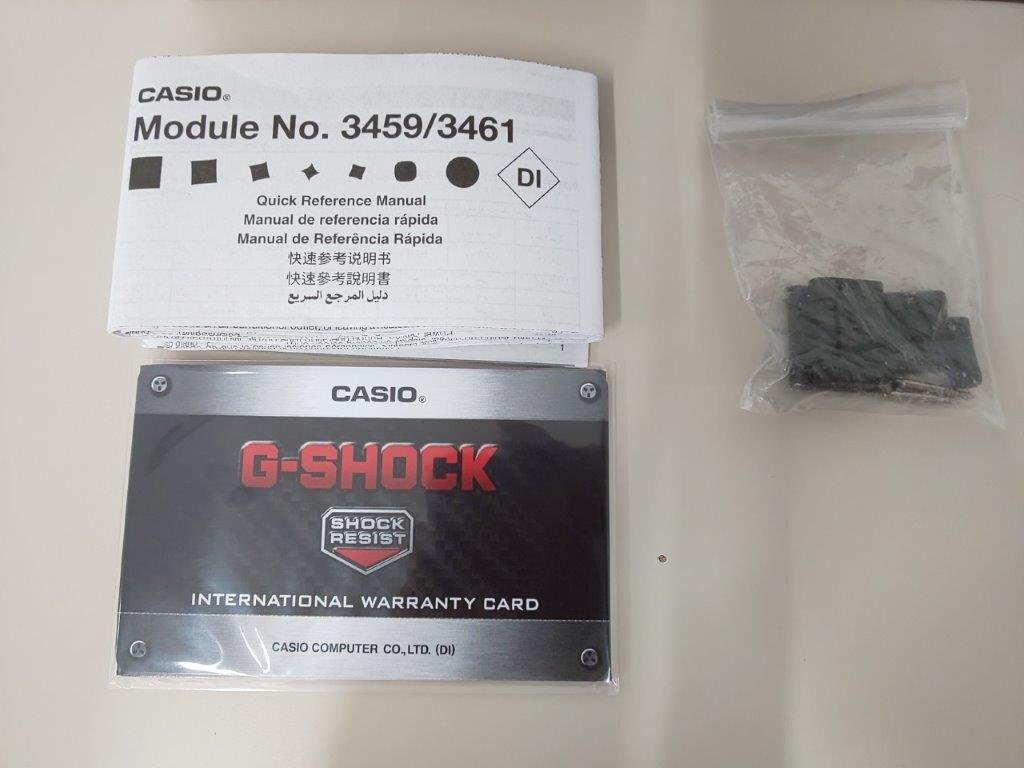 CASIO®
Module No. 3459/3461
DI
Quick Reference Manual
Manual de referencia rápida
Manual de Referência Rápida
快速参考说明书
快速參考說明書
دليل المرجع السريع
1
CASIO®
G-SHOCK
SHOCK
RESIST
INTERNATIONAL WARRANTY CARD
CASIO COMPUTER CO.,LTD. (DI)